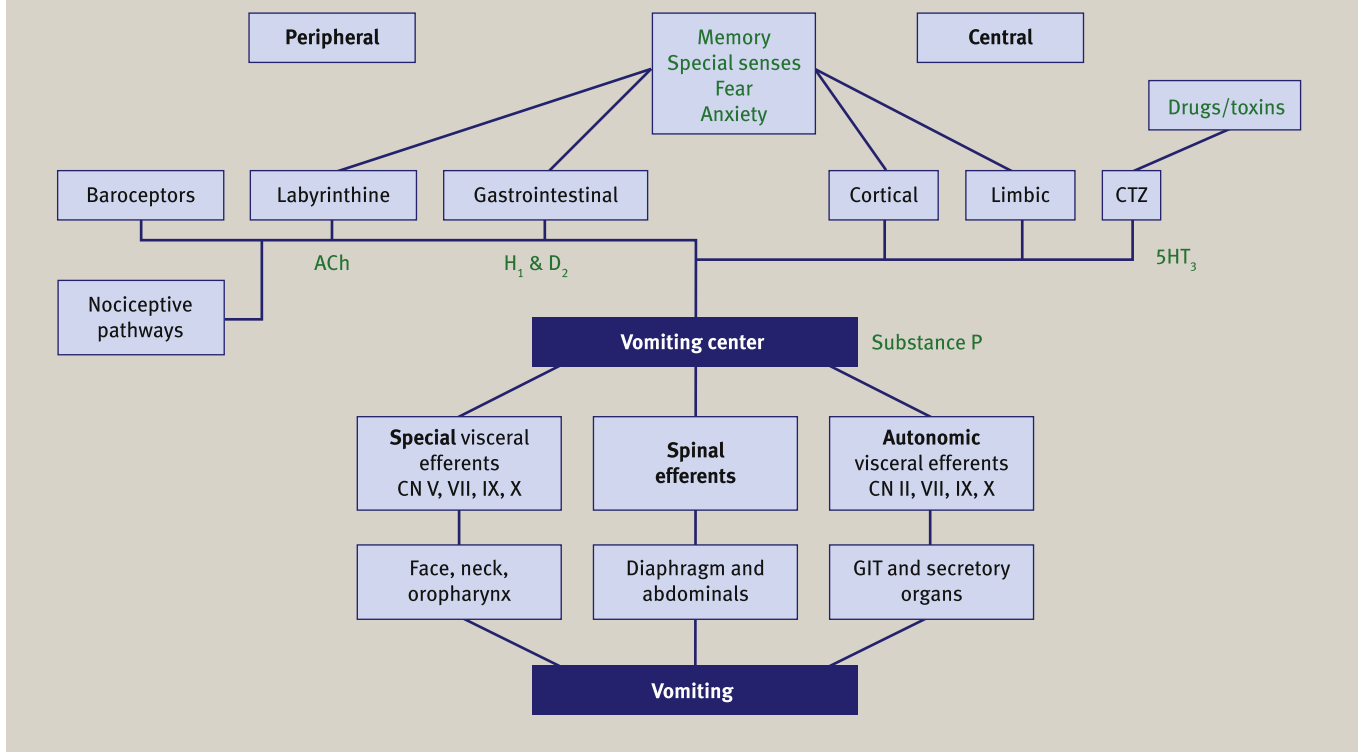 Peripheral
Memory
Special senses
Fear
Anxiety
Central
Drugs/toxins
Baroceptors
Labyrinthine
Gastrointestinal
Cortical
Limbic
CTZ
ACh
H₁ & D₂
5HT₃
Nociceptive
pathways
Vomiting center
Substance P
Special visceral
efferents
CN V, VII, IX, X
Spinal
efferents
Autonomic
visceral efferents
CN II, VII, IX, X
Face, neck,
oropharynx
Diaphragm and
abdominals
GIT and secretory
organs
Vomiting